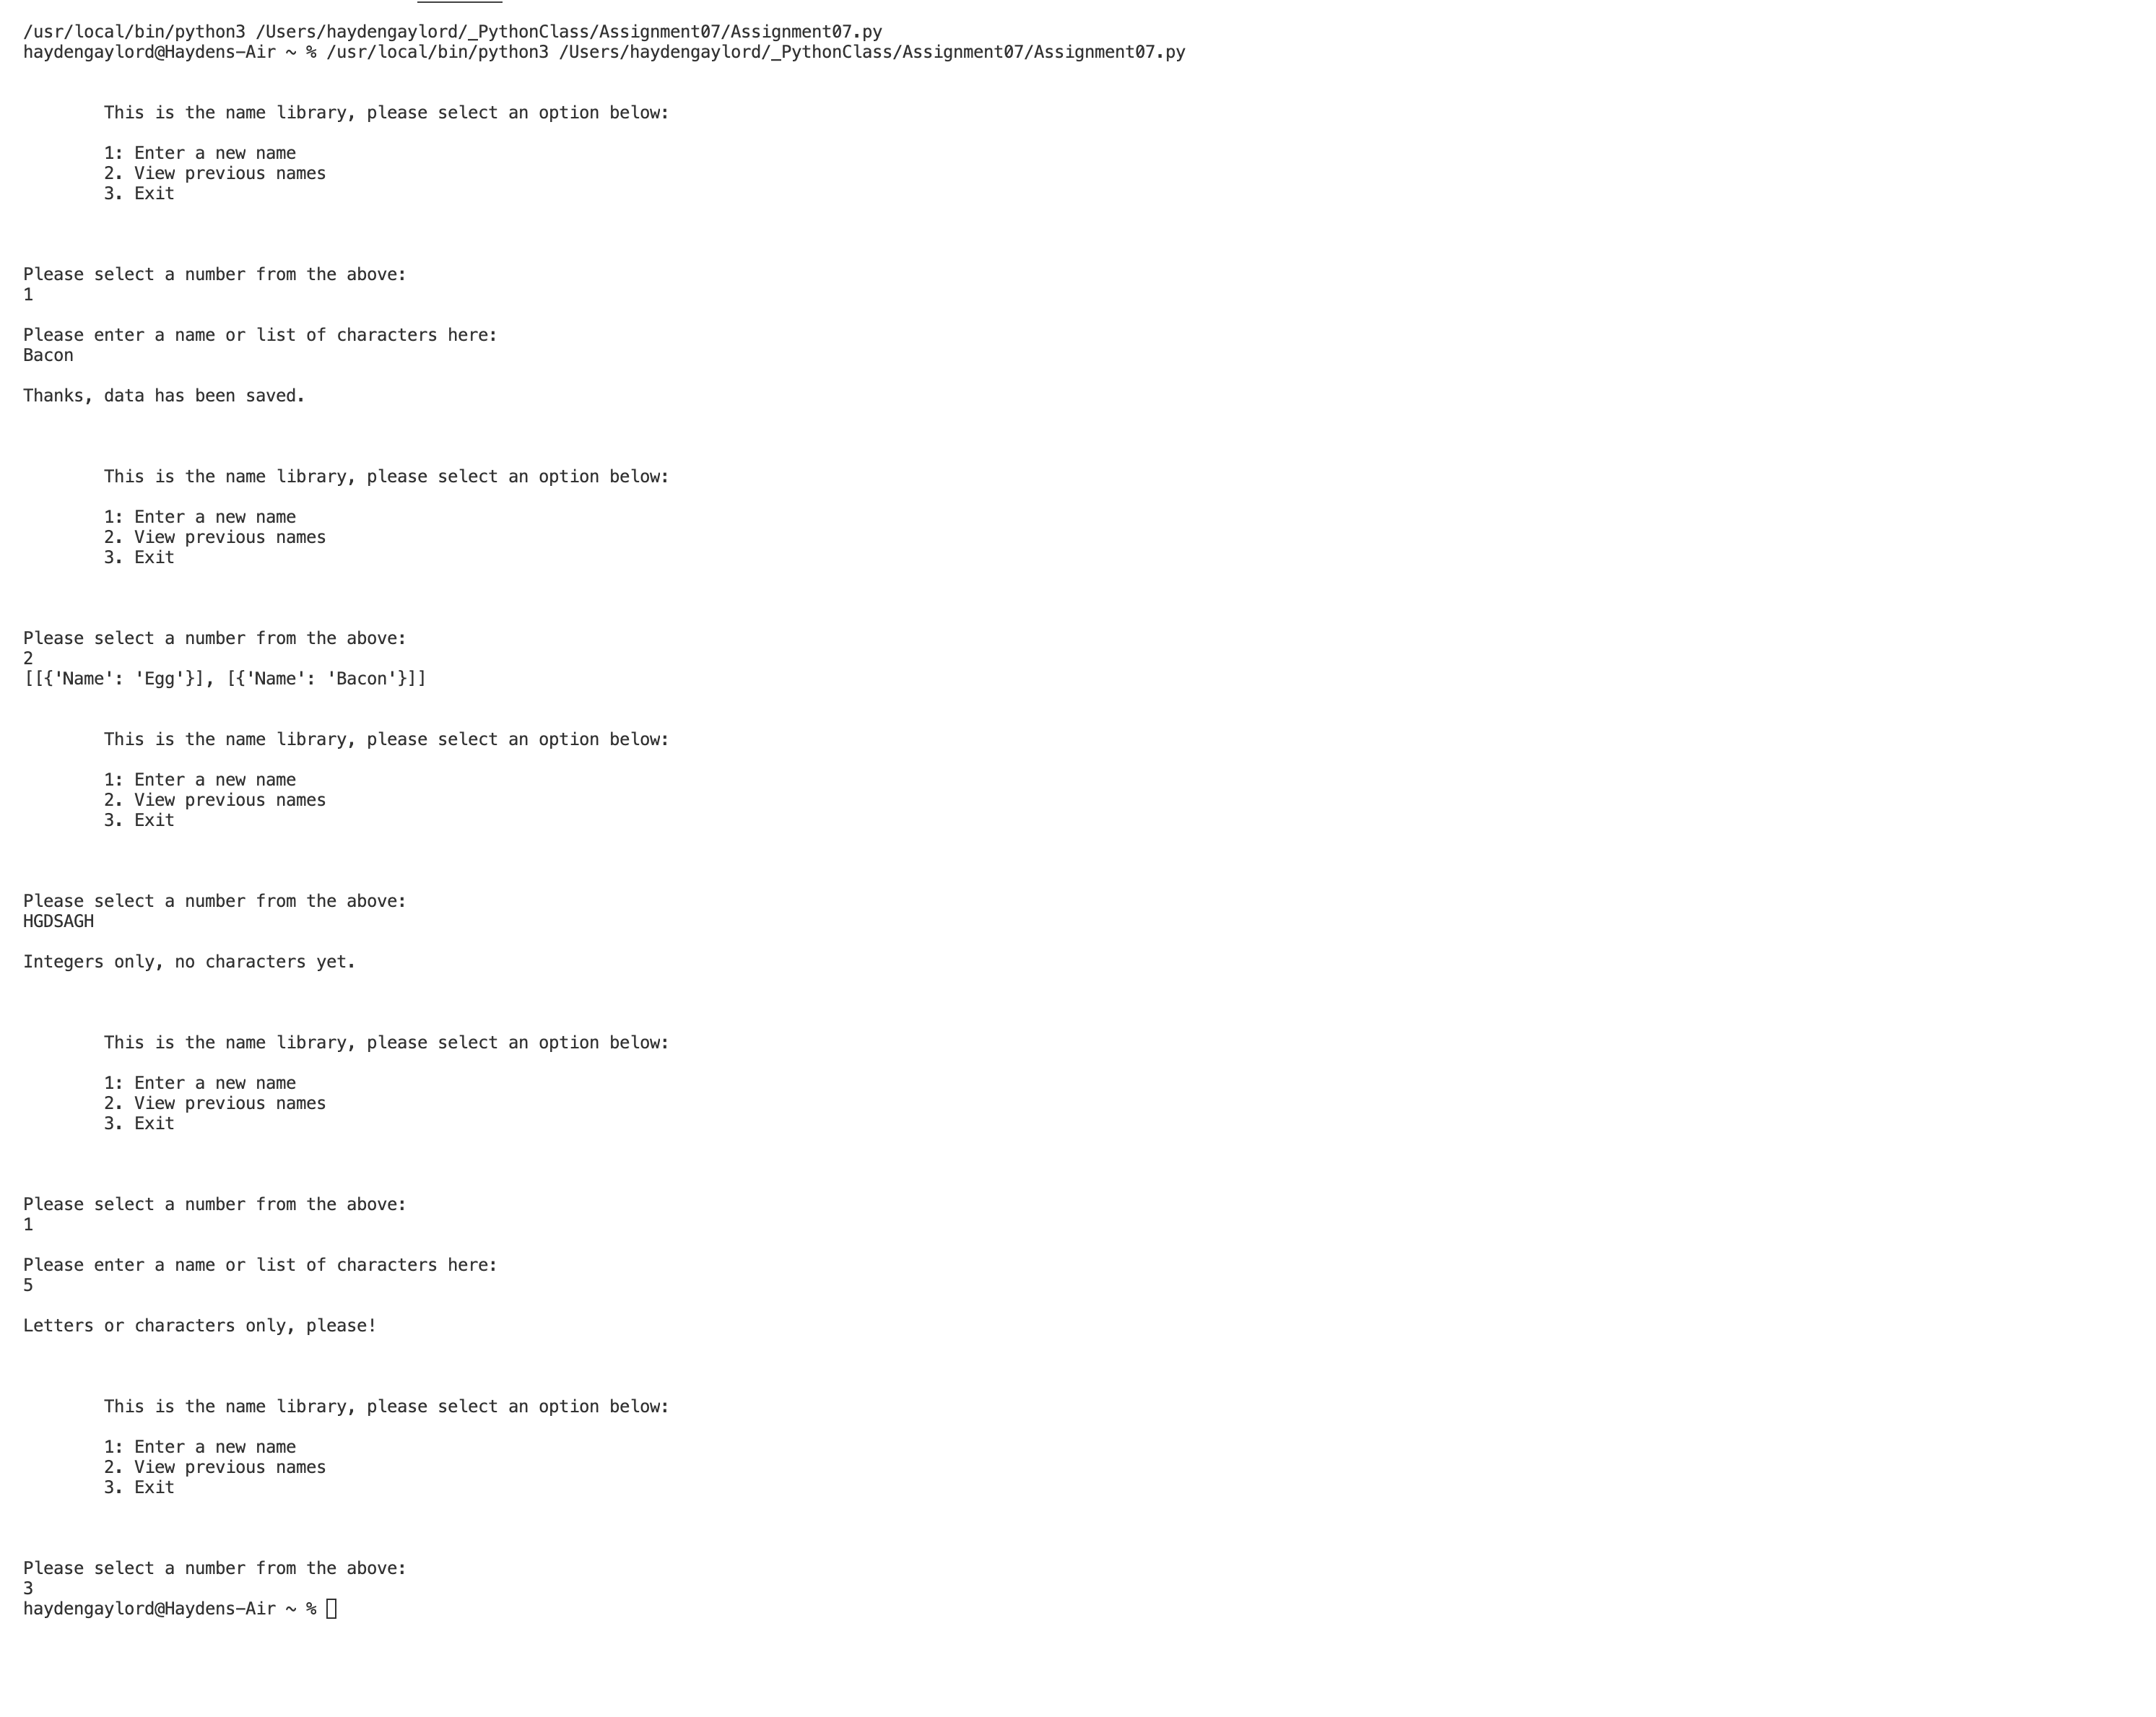 /usr/local/bin/python3 /Users/haydengaylord/_PythonClass/Assignment07/Assignment07.py
haydengaylord@Haydens-Air ~ % /usr/local/bin/python3 /Users/haydengaylord/_PythonClass/Assignment07/Assignment07.py
This is the name library, please select an option below:
1: Enter a new name
2. View previous names
3. Exit
Please select a number from the above:
1
Please enter a name or list of characters here:
Bacon
Thanks, data has been saved.
This is the name library, please select an option below:
1: Enter a new name
2. View previous names
3. Exit
Please select a number from the above:
2
[[{'Name': 'Egg'}], [{'Name': 'Bacon'}]]
This is the name library, please select an option below:
1: Enter a new name
2. View previous names
3. Exit
Please select a number from the above:
HGDSAGH
Integers only, no characters yet.
This is the name library, please select an option below:
1: Enter a new name
2. View previous names
3. Exit
Please select a number from the above:
1
Please enter a name or list of characters here:
5
Letters or characters only, please!
This is the name library, please select an option below:
1: Enter a new name
2. View previous names
3. Exit
Please select a number from the above:
3
haydengaylord@Haydens-Air ~ %